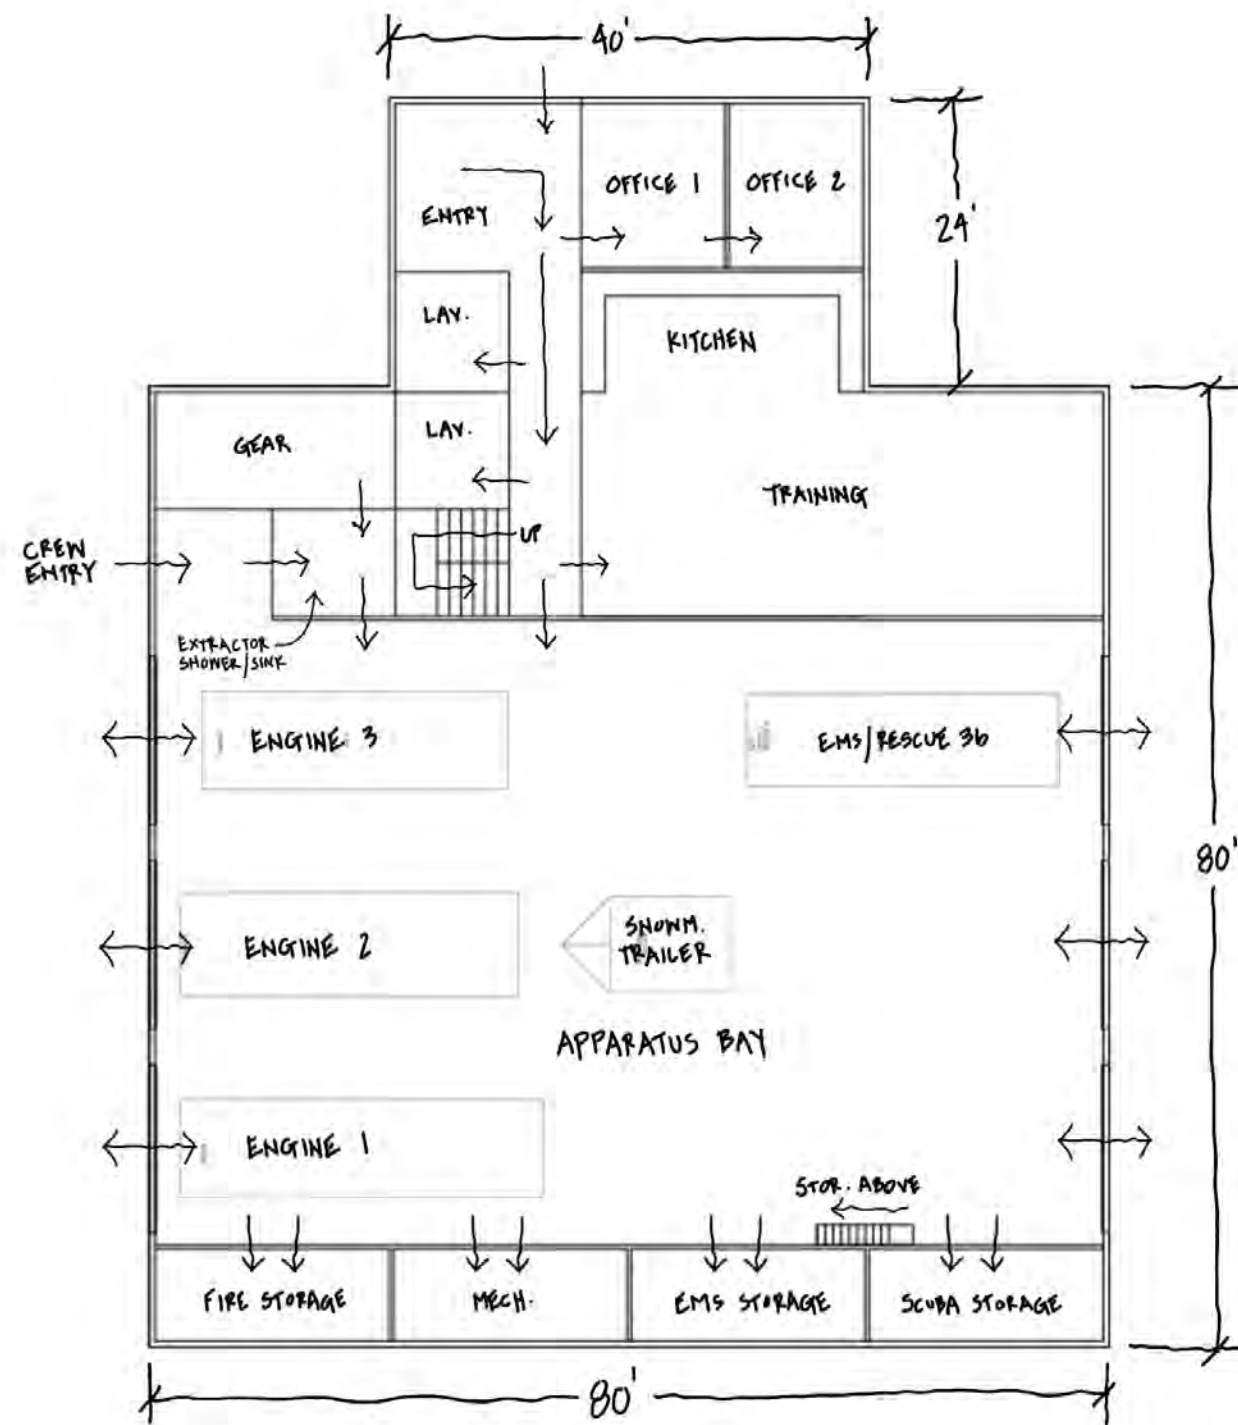 40'
OFFICE 1
OFFICE 2
24'
ENTRY
LAV.
KITCHEN
LAV.
GEAR
TRAINING
UP
CREW
ENTRY
EXTRACTOR
SHOWER/SINK
ENGINE 3
EMS/RESCUE 36
80'
SNOWM.
TRAILER
ENGINE 2
APPARATUS BAY
ENGINE 1
STOR. ABOVE
FIRE STORAGE
MECH.
EMS STORAGE
SCUBA STORAGE
80'